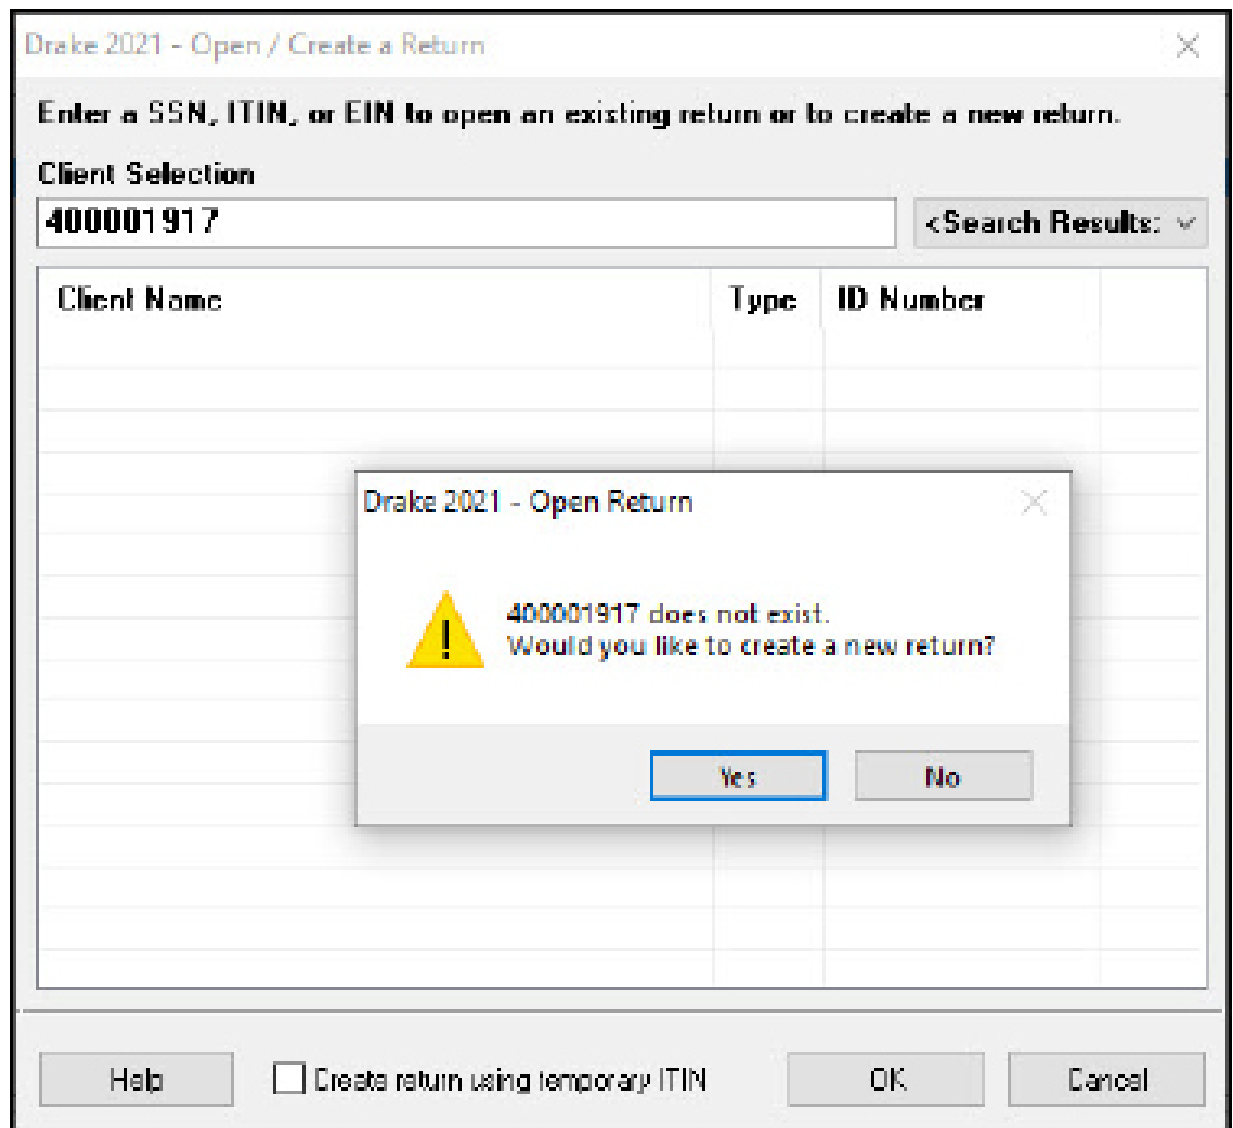 Drake 2021 - Open / Create a Return
Enter a SSN, ITIN, or EIN to open an existing return or to create a new return.
Client Selection
400001917
<Search Results:
Client Name Type ID Number
Drake 2021 - Open Return
400001917 does not exist.
Would you like to create a new return?
Yes No
Help Create return using temporary ITIN OK Cancel